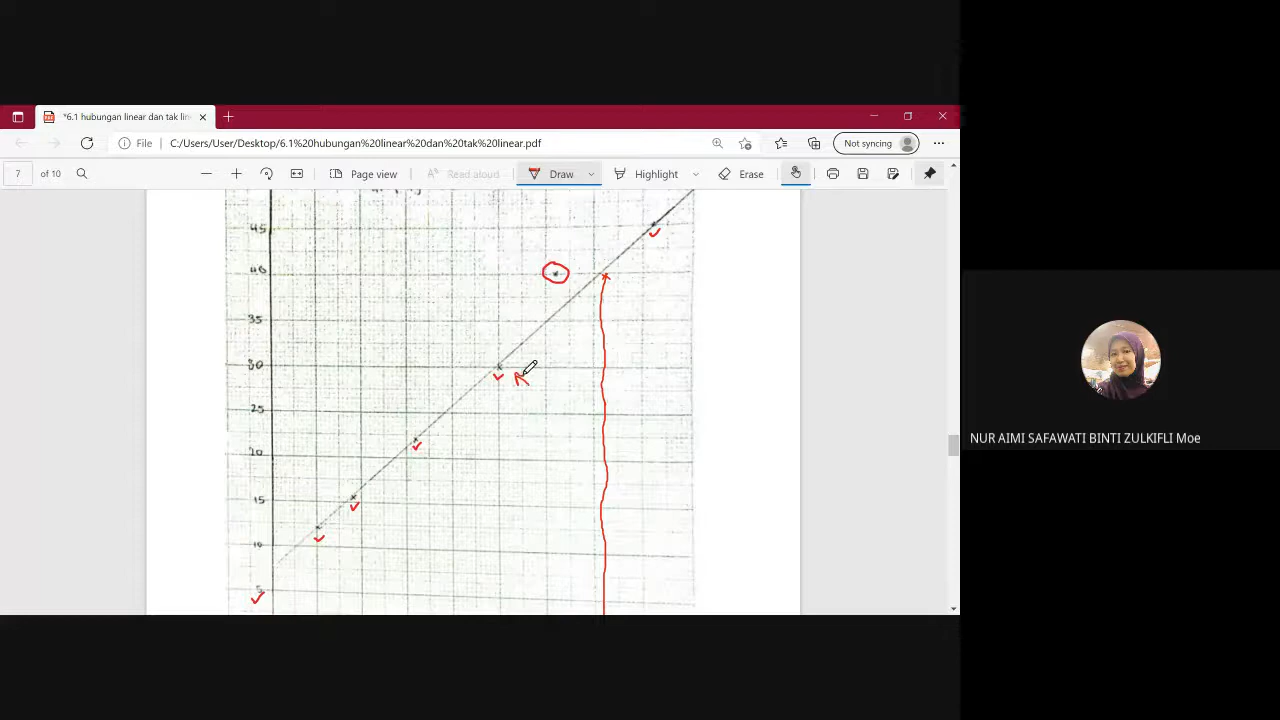 *6.1 hubungan linear dan tak lin
File
C:/Users/User/Desktop/6.1%20hubungan%20linear%20dan%20tak%20linear.pdf
Not syncing
7 of 10
Page view
Read aloud
Draw
Highlight
Erase
45
40
35
30
25
20
15
10
5
NUR AIMI SAFAWATI BINTI ZULKIFLI Moe